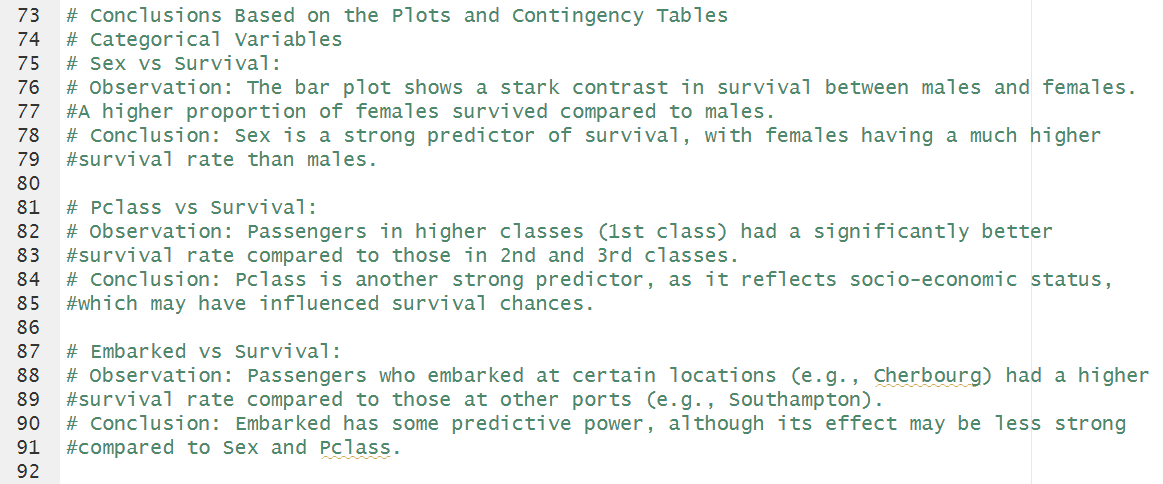 73 # Conclusions Based on the Plots and Contingency Tables
74 # Categorical Variables
75 # Sex vs Survival:
76 # Observation: The bar plot shows a stark contrast in survival between males and females.
77 #A higher proportion of females survived compared to males.
78 # Conclusion: Sex is a strong predictor of survival, with females having a much higher
79 #survival rate than males.
80
81 # Pclass vs Survival:
82 # Observation: Passengers in higher classes (1st class) had a significantly better
83 #survival rate compared to those in 2nd and 3rd classes.
84 # Conclusion: Pclass is another strong predictor, as it reflects socio-economic status,
85 #which may have influenced survival chances.
86
87 # Embarked vs Survival:
88 # Observation: Passengers who embarked at certain locations (e.g., Cherbourg) had a higher
89 #survival rate compared to those at other ports (e.g., Southampton).
90 # Conclusion: Embarked has some predictive power, although its effect may be less strong
91 #compared to Sex and Pclass.
92